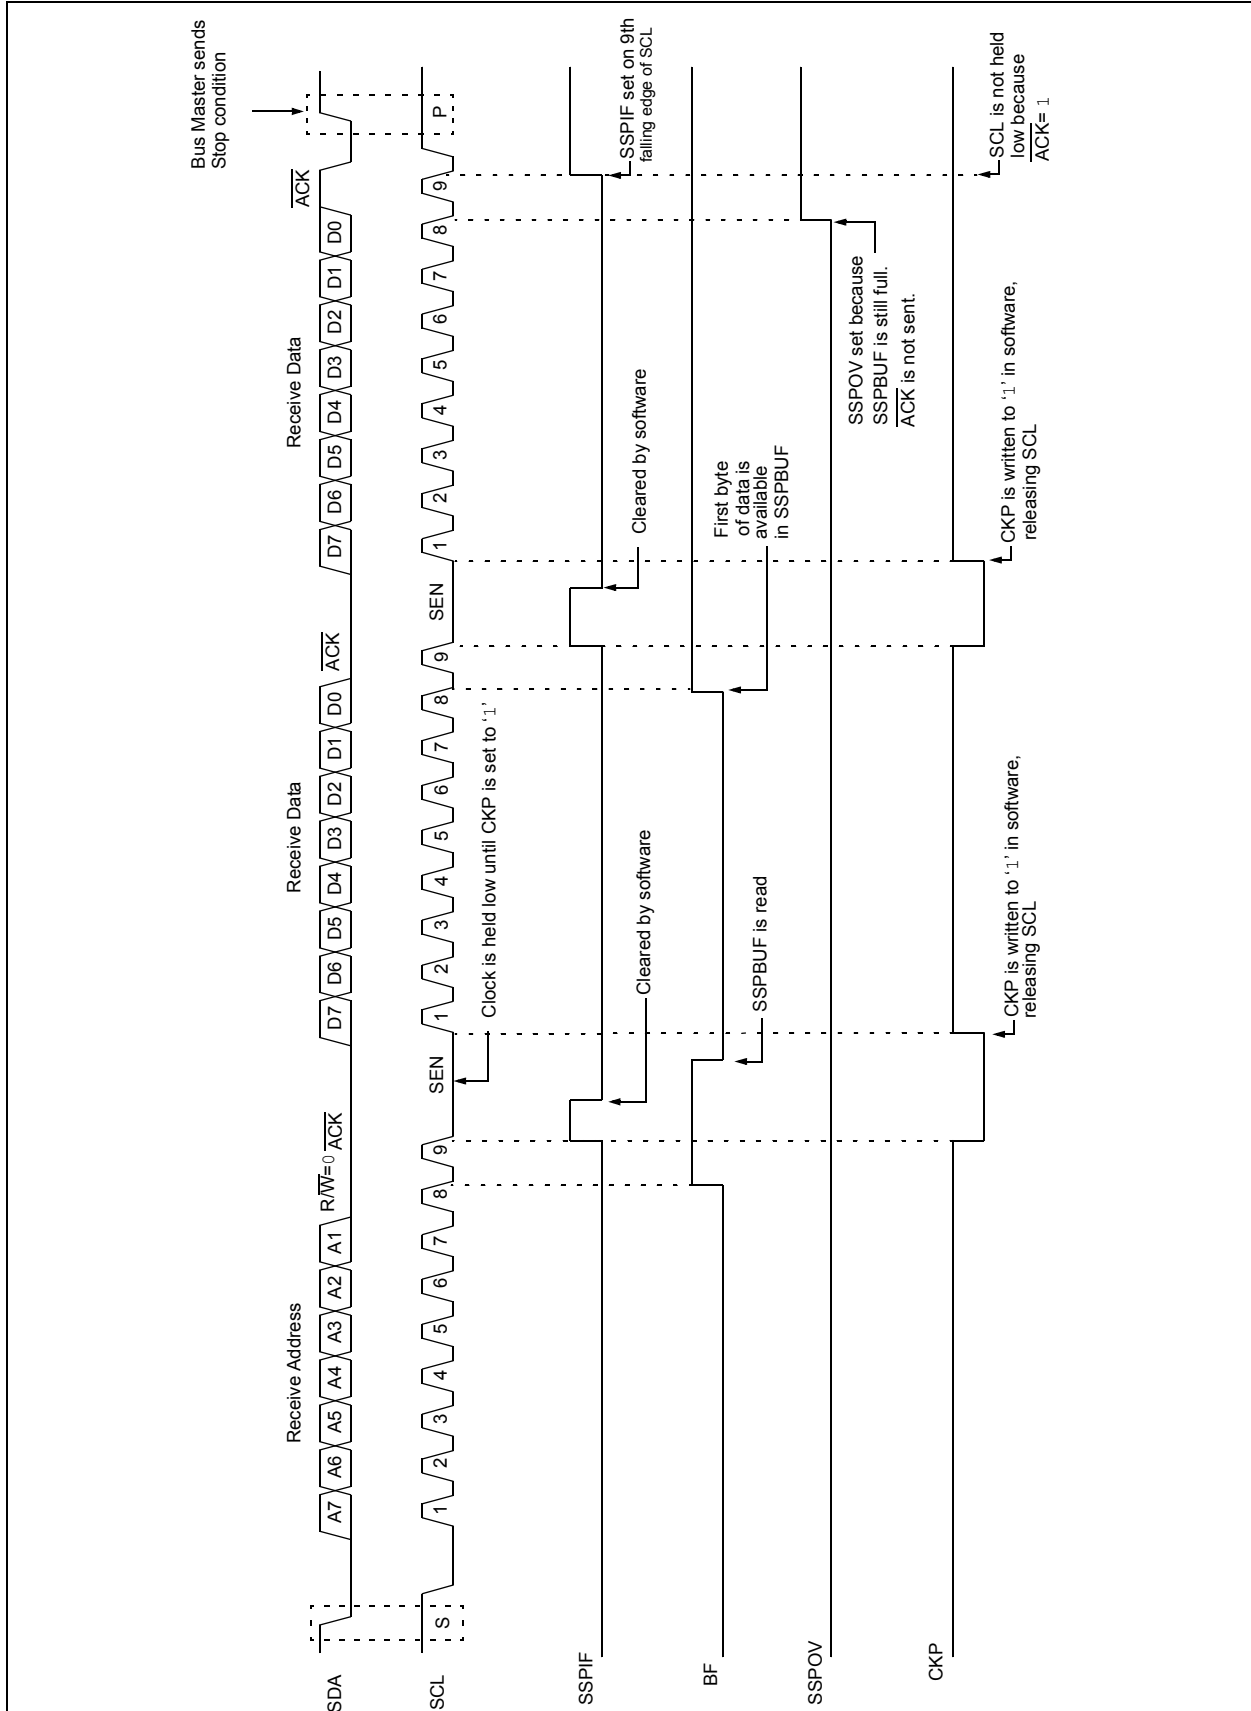 Bus Master sends
Stop condition
Receive Address
Receive Data
Receive Data
SDA
A7 A6 A5 A4 A3 A2 A1 R/W̅=0 A̅C̅K̅ D7 D6 D5 D4 D3 D2 D1 D0 A̅C̅K̅ D7 D6 D5 D4 D3 D2 D1 D0 A̅C̅K̅
SCL
S 1 2 3 4 5 6 7 8 9 SEN 1 2 3 4 5 6 7 8 9 SEN 1 2 3 4 5 6 7 8 9 P
Clock is held low until CKP is set to ‘1’
SSPIF
Cleared by software
Cleared by software
SSPIF set on 9th
falling edge of SCL
BF
SSPBUF is read
First byte
of data is
available
in SSPBUF
SSPOV
SSPOV set because
SSPBUF is still full.
A̅C̅K̅ is not sent.
CKP
CKP is written to ‘1’ in software,
releasing SCL
CKP is written to ‘1’ in software,
releasing SCL
SCL is not held
low because
A̅C̅K̅= 1